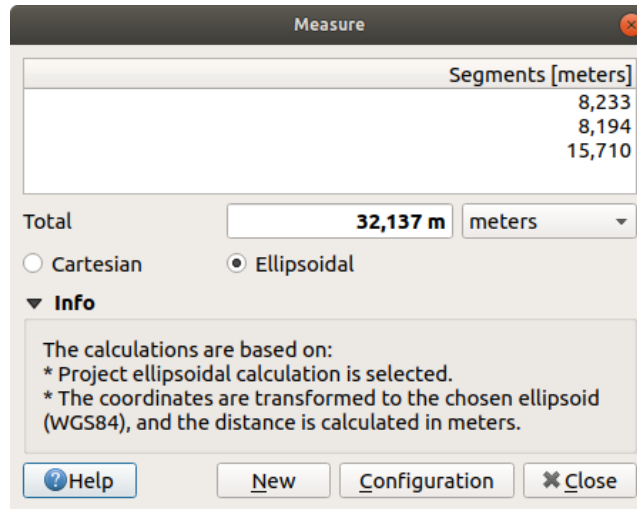 Measure
Segments [meters]
8,233
8,194
15,710
Total 32,137 m meters
Cartesian Ellipsoidal
Info
The calculations are based on:
* Project ellipsoidal calculation is selected.
* The coordinates are transformed to the chosen ellipsoid
(WGS84), and the distance is calculated in meters.
Help New Configuration Close